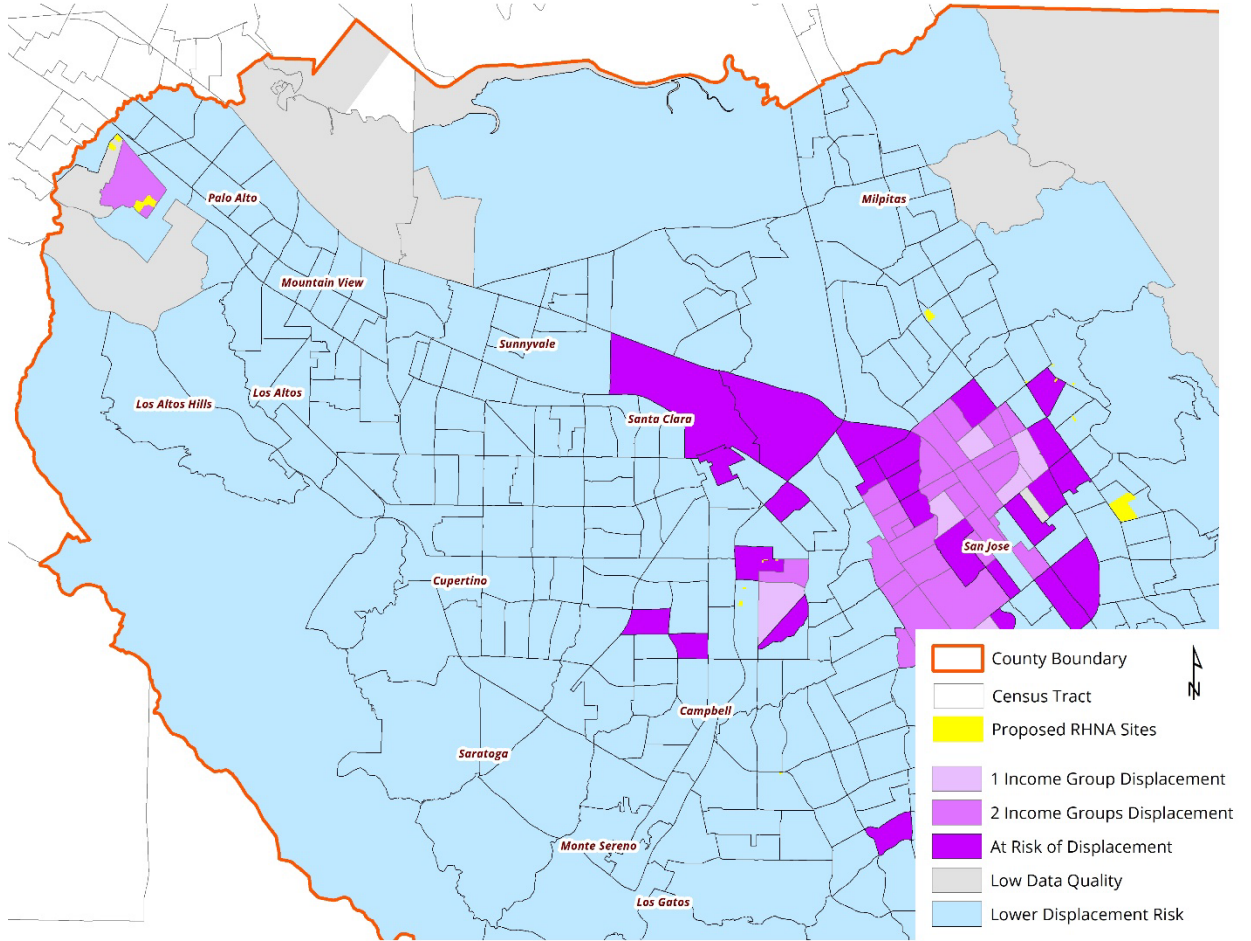 Palo Alto
Milpitas
Mountain View
Sunnyvale
Los Altos Hills
Los Altos
Santa Clara
San Jose
Cupertino
Campbell
Saratoga
Monte Sereno
Los Gatos
County Boundary
N
Census Tract
Proposed RHNA Sites
1 Income Group Displacement
2 Income Groups Displacement
At Risk of Displacement
Low Data Quality
Lower Displacement Risk